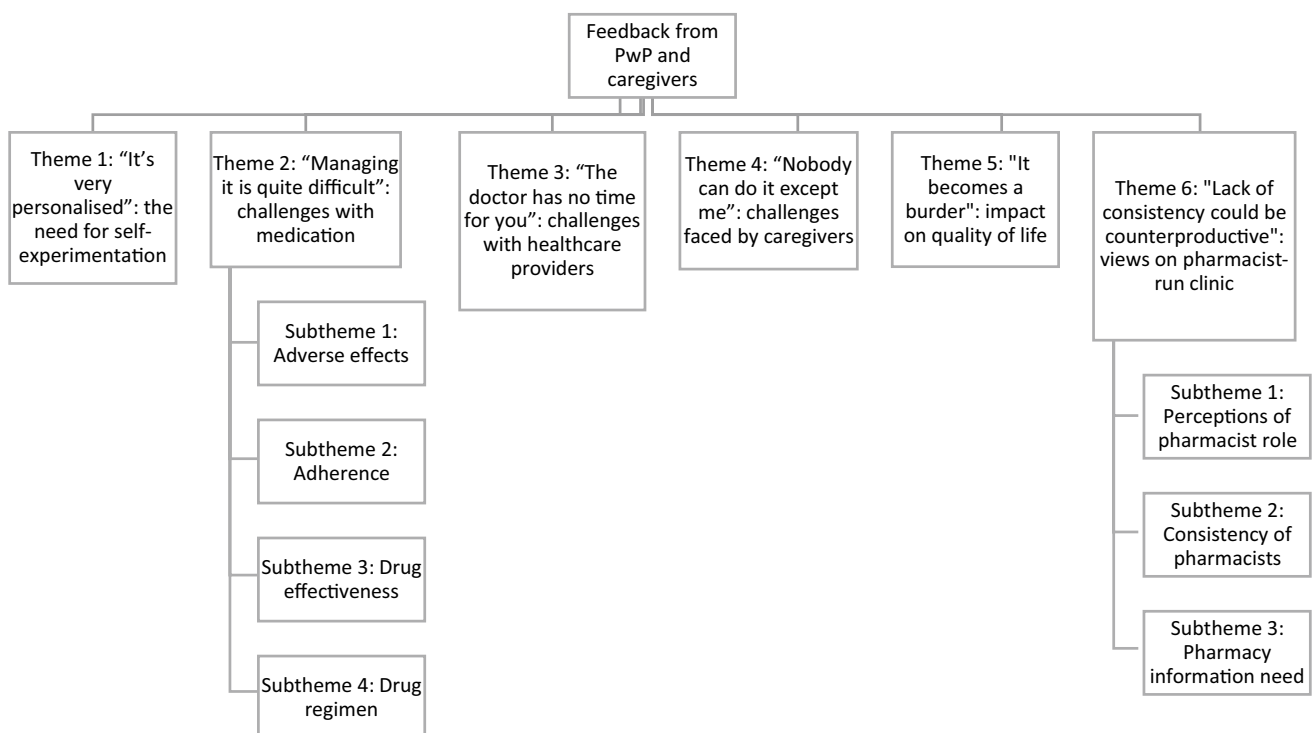 Feedback from
PwP and
caregivers
Theme 1: “It’s
very
personalised”: the
need for self-
experimentation
Theme 2: “Managing
it is quite difficult”:
challenges with
medication
Theme 3: “The
doctor has no time
for you”: challenges
with healthcare
providers
Theme 4: “Nobody
can do it except
me”: challenges
faced by caregivers
Theme 5: "It
becomes a
burder": impact
on quality of life
Theme 6: "Lack of
consistency could be
counterproductive":
views on pharmacist-
run clinic
Subtheme 1:
Adverse effects
Subtheme 2:
Adherence
Subtheme 3: Drug
effectiveness
Subtheme 4: Drug
regimen
Subtheme 1:
Perceptions of
pharmacist role
Subtheme 2:
Consistency of
pharmacists
Subtheme 3:
Pharmacy
information need